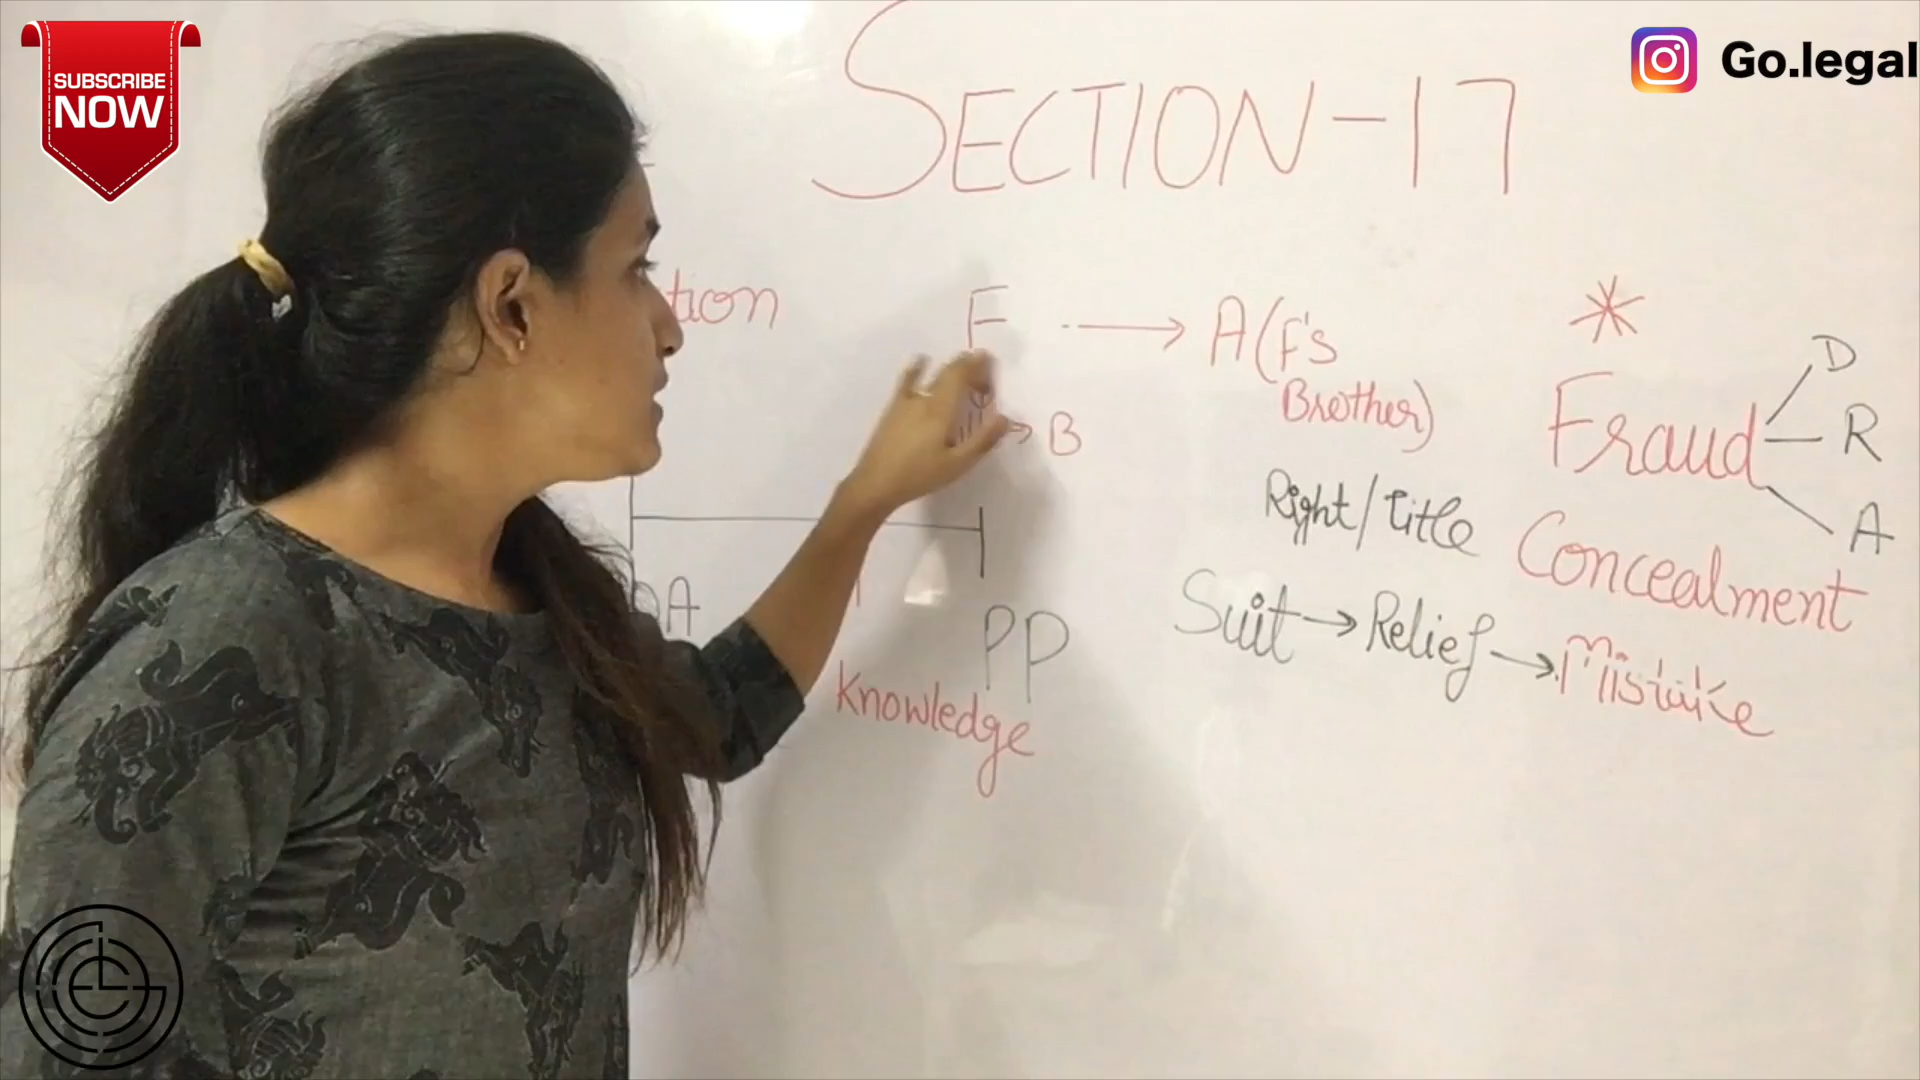 SUBSCRIBE
NOW
Go.legal
SECTION-17
tion
F → A (F's
Brother)
→ B
*
Fraud
D
R
A
Right/Title
Concealment
Suit → Relief → Mistake
A
PP
Knowledge